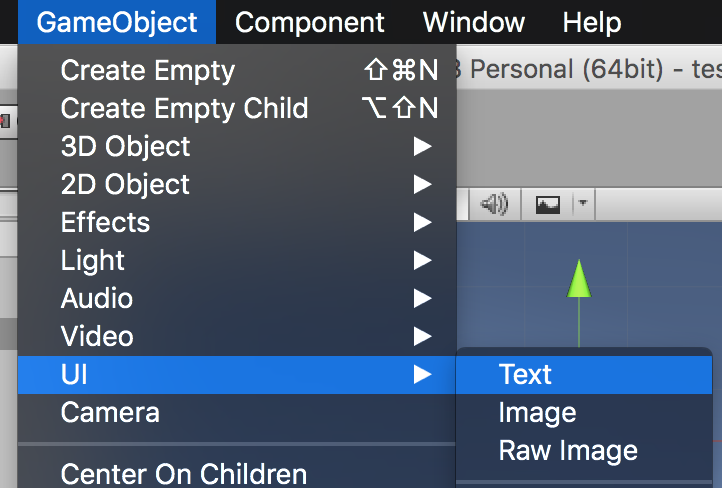 GameObject Component Window Help
3 Personal (64bit) - tes
Create Empty ⇧⌘N
Create Empty Child ⌥⇧N
3D Object ▶
2D Object ▶
Effects ▶
Light ▶
Audio ▶
Video ▶
UI ▶
Text
Camera
Image
Raw Image
Center On Children